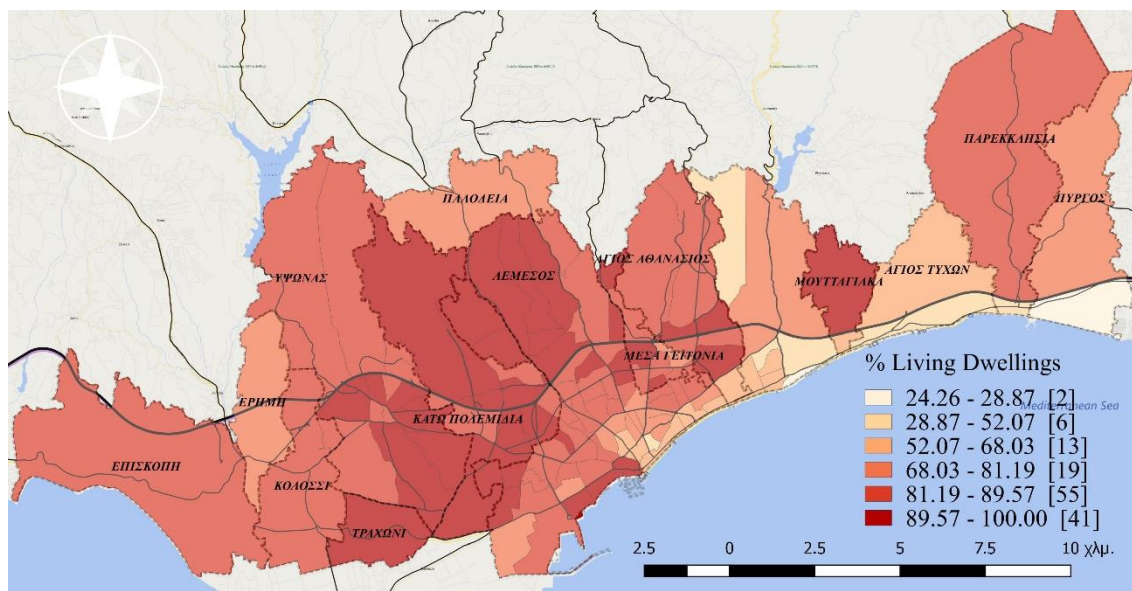 ΠΑΡΕΚΚΛΗΣΙΑ
ΠΑΛΟΔΕΙΑ
ΠΥΡΓΟΣ
ΑΓΙΟΣ ΑΘΑΝΑΣΙΟΣ
ΛΕΜΕΣΟΣ
ΑΓΙΟΣ ΤΥΧΩΝ
ΥΨΩΝΑΣ
ΜΟΥΤΤΑΓΙΑΚΑ
ΜΕΣΑ ΓΕΙΤΟΝΙΑ
% Living Dwellings
ΕΡΗΜΗ
24.26 - 28.87 [2]
Mediterranean Sea
ΚΑΤΩ ΠΟΛΕΜΙΔΙΑ
28.87 - 52.07 [6]
52.07 - 68.03 [13]
ΕΠΙΣΚΟΠΗ
68.03 - 81.19 [19]
ΚΟΛΟΣΣΙ
81.19 - 89.57 [55]
89.57 - 100.00 [41]
ΤΡΑΧΩΝΙ
2.5 0 2.5 5 7.5 10 χλμ.